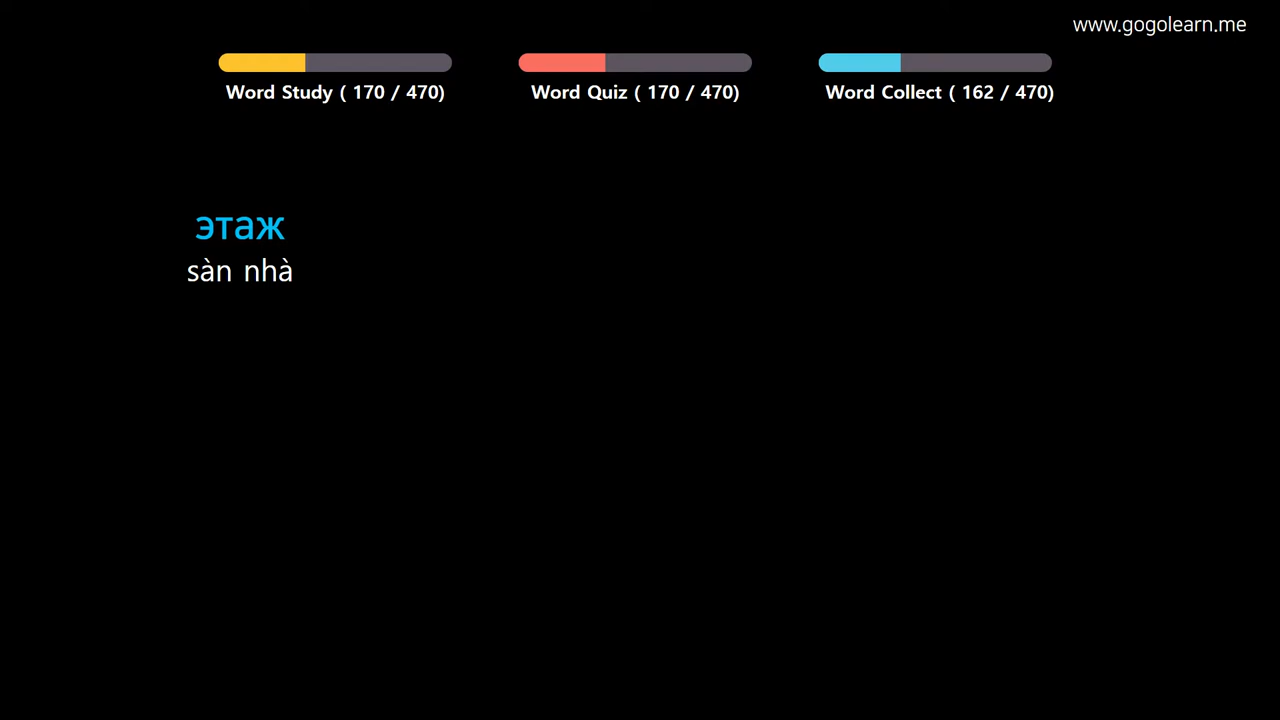 www.gogolearn.me
Word Study ( 170 / 470)
Word Quiz ( 170 / 470)
Word Collect ( 162 / 470)
этаж
sàn nhà